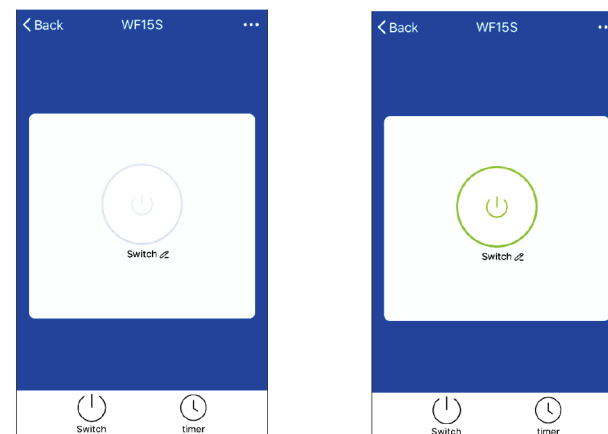 Back WF15S ...
Switch
Switch timer
Back WF15S ..
Switch
Switch timer